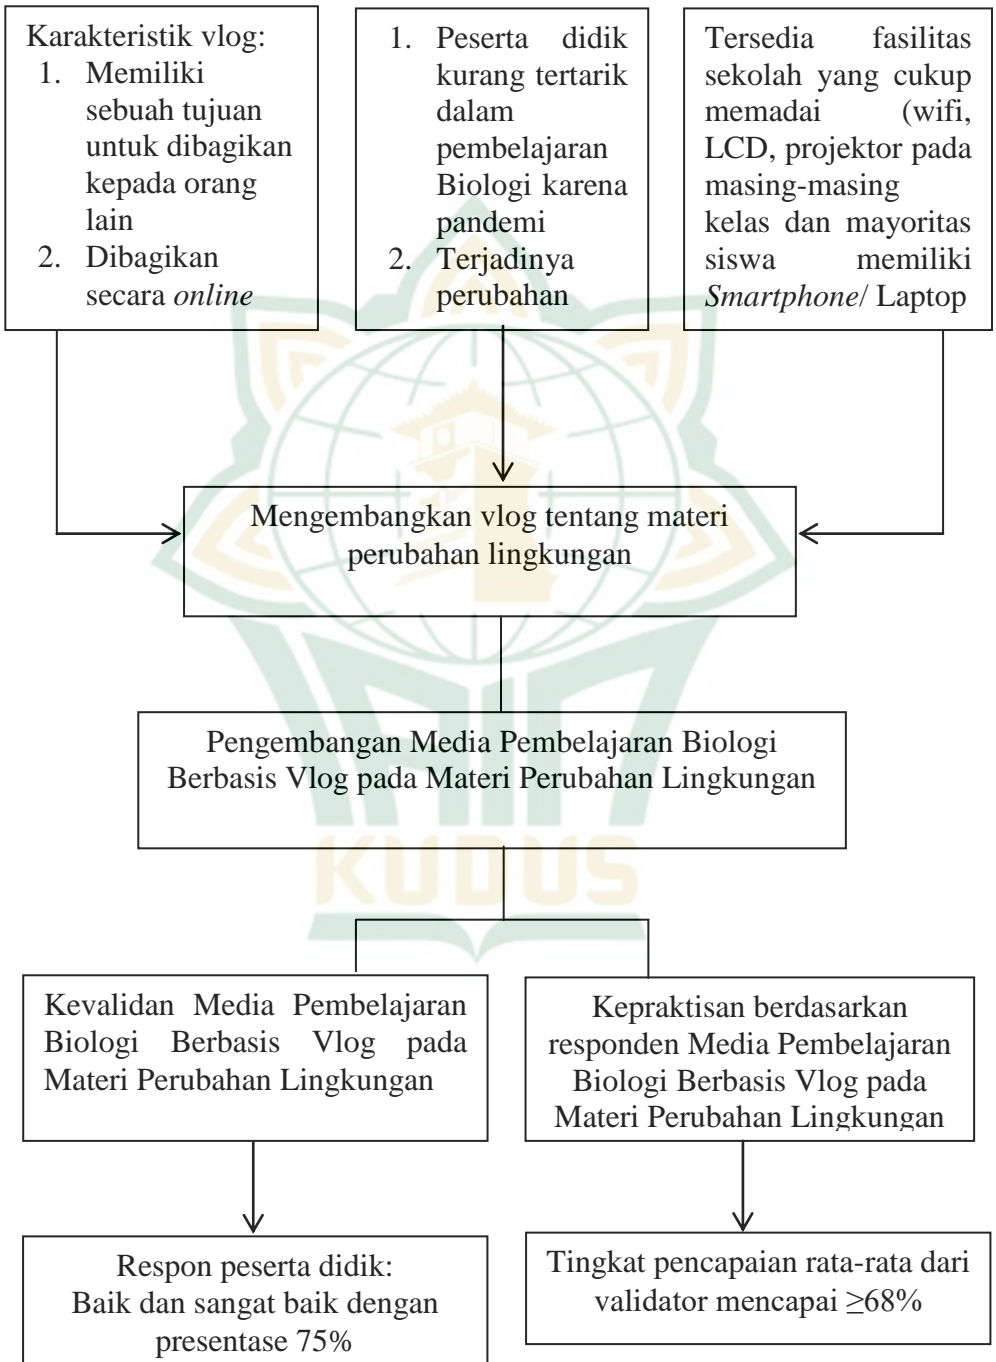 Karakteristik vlog:
1. Memiliki
sebuah tujuan
untuk dibagikan
kepada orang
lain
2. Dibagikan
secara online
1. Peserta didik
kurang tertarik
dalam
pembelajaran
Biologi karena
pandemi
2. Terjadinya
perubahan
Tersedia fasilitas
sekolah yang cukup
memadai (wifi,
LCD, projektor pada
masing-masing
kelas dan mayoritas
siswa memiliki
Smartphone/ Laptop
Mengembangkan vlog tentang materi
perubahan lingkungan
Pengembangan Media Pembelajaran Biologi
Berbasis Vlog pada Materi Perubahan Lingkungan
IAIN
KUDUS
Kevalidan Media Pembelajaran
Biologi Berbasis Vlog pada
Materi Perubahan Lingkungan
Kepraktisan berdasarkan
responden Media Pembelajaran
Biologi Berbasis Vlog pada
Materi Perubahan Lingkungan
Respon peserta didik:
Baik dan sangat baik dengan
presentase 75%
Tingkat pencapaian rata-rata dari
validator mencapai ≥68%